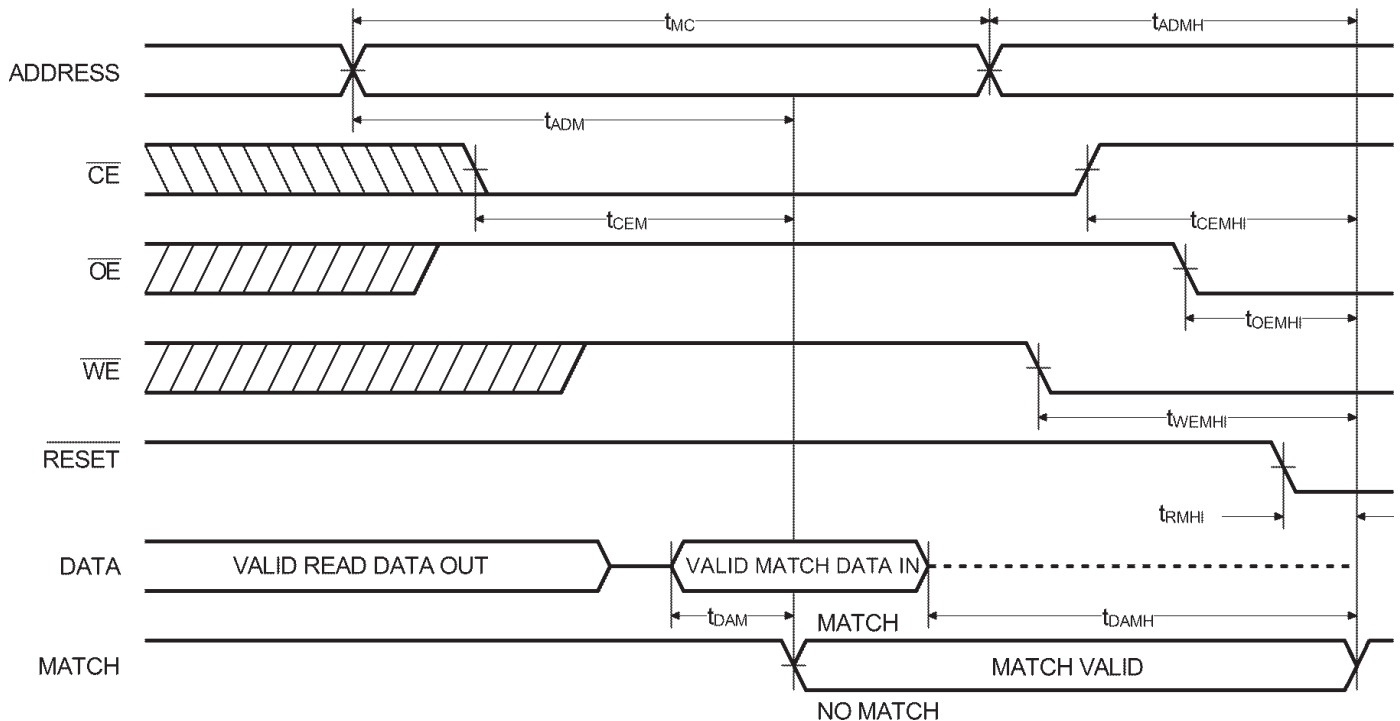 tMC
tADMH
ADDRESS
tADM
CE
tCEM
tCEMHI
OE
tOEMHI
WE
tWEMHI
RESET
tRMHI
DATA
VALID READ DATA OUT
VALID MATCH DATA IN
tDAM
MATCH
tDAMH
MATCH
MATCH VALID
NO MATCH